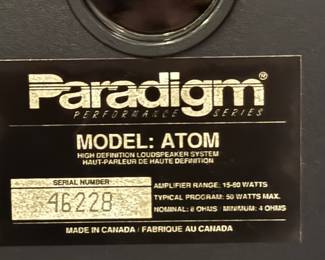 Paradigm®
PERFORMANCE SERIES
MODEL: ATOM
HIGH DEFINITION LOUDSPEAKER SYSTEM
HAUT-PARLEUR DE HAUTE DÉFINITION
SERIAL NUMBER
46228
AMPLIFIER RANGE: 15-60 WATTS
TYPICAL PROGRAM: 50 WATTS MAX.
NOMINAL: 8 OHMS / MINIMUM: 4 OHMS
MADE IN CANADA / FABRIQUE AU CANADA